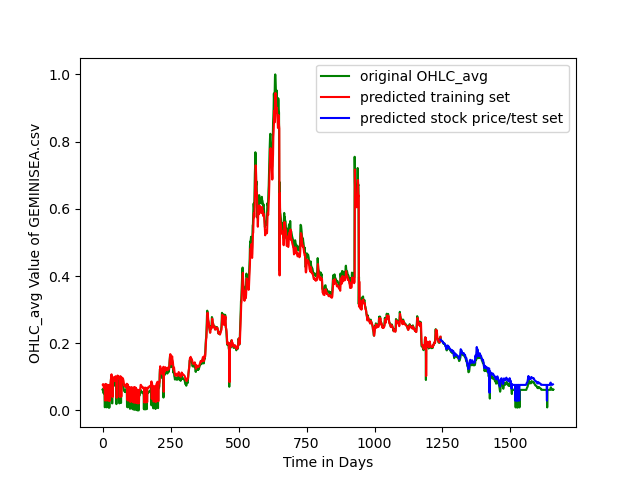 original OHLC_avg
predicted training set
predicted stock price/test set
OHLC_avg Value of GEMINISEA.csv
1.0
0.8
0.6
0.4
0.2
0.0
0 250 500 750 1000 1250 1500
Time in Days